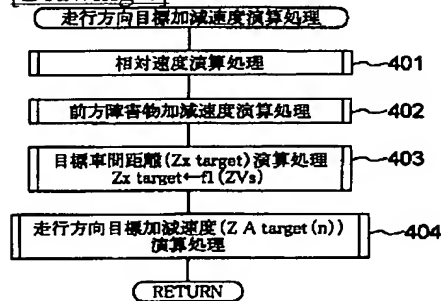 走行方向目標加減速度演算処理
相対速度演算処理
401
前方障害物加減速度演算処理
402
目標車間距離(Zx target)演算処理
Zx target←f1(ZVs)
403
走行方向目標加減速度(Z A target(n))
演算処理
404
RETURN